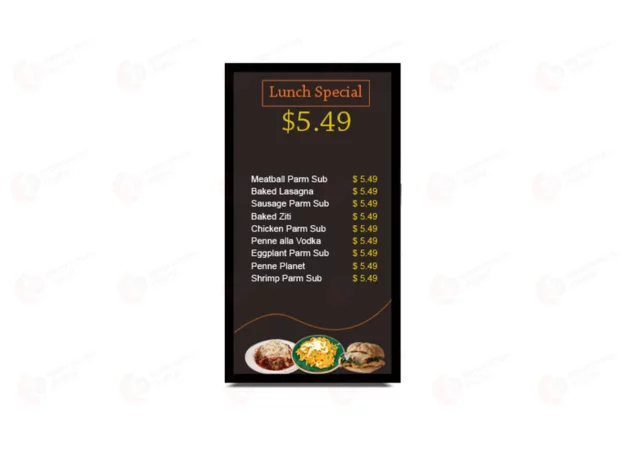 Lunch Special
$5.49
Meatball Parm Sub $ 5.49
Baked Lasagna $ 5.49
Sausage Parm Sub $ 5.49
Baked Ziti $ 5.49
Chicken Parm Sub $ 5.49
Penne alla Vodka $ 5.49
Eggplant Parm Sub $ 5.49
Penne Planet $ 5.49
Shrimp Parm Sub $ 5.49